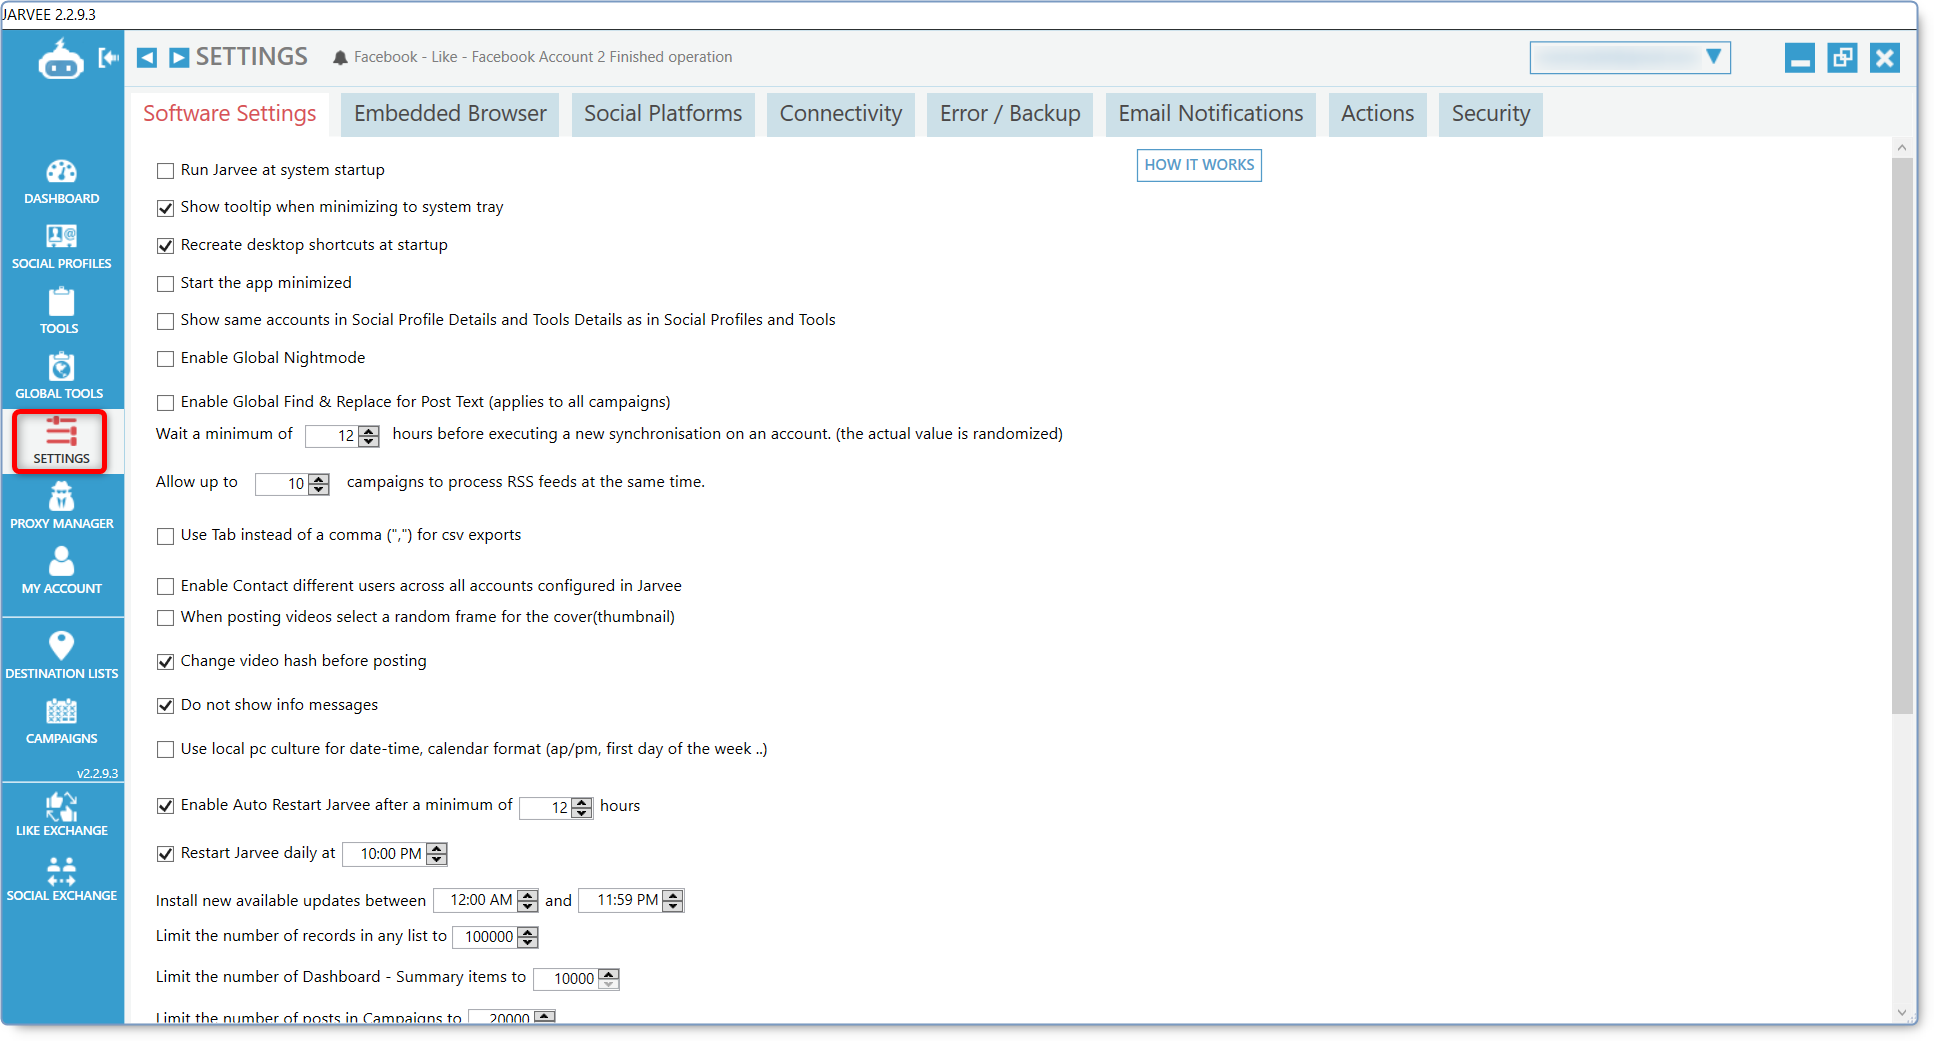 JARVEE 2.2.9.3
SETTINGS
Facebook - Like - Facebook Account 2 Finished operation
Software Settings
Embedded Browser
Social Platforms
Connectivity
Error / Backup
Email Notifications
Actions
Security
DASHBOARD
SOCIAL PROFILES
TOOLS
GLOBAL TOOLS
SETTINGS
PROXY MANAGER
MY ACCOUNT
DESTINATION LISTS
CAMPAIGNS
v2.2.9.3
LIKE EXCHANGE
SOCIAL EXCHANGE
HOW IT WORKS
Run Jarvee at system startup
Show tooltip when minimizing to system tray
Recreate desktop shortcuts at startup
Start the app minimized
Show same accounts in Social Profile Details and Tools Details as in Social Profiles and Tools
Enable Global Nightmode
Enable Global Find & Replace for Post Text (applies to all campaigns)
Wait a minimum of 12 hours before executing a new synchronisation on an account. (the actual value is randomized)
Allow up to 10 campaigns to process RSS feeds at the same time.
Use Tab instead of a comma (",") for csv exports
Enable Contact different users across all accounts configured in Jarvee
When posting videos select a random frame for the cover(thumbnail)
Change video hash before posting
Do not show info messages
Use local pc culture for date-time, calendar format (ap/pm, first day of the week ..)
Enable Auto Restart Jarvee after a minimum of 12 hours
Restart Jarvee daily at 10:00 PM
Install new available updates between 12:00 AM and 11:59 PM
Limit the number of records in any list to 100000
Limit the number of Dashboard - Summary items to 10000
Limit the number of posts in Campaigns to 20000